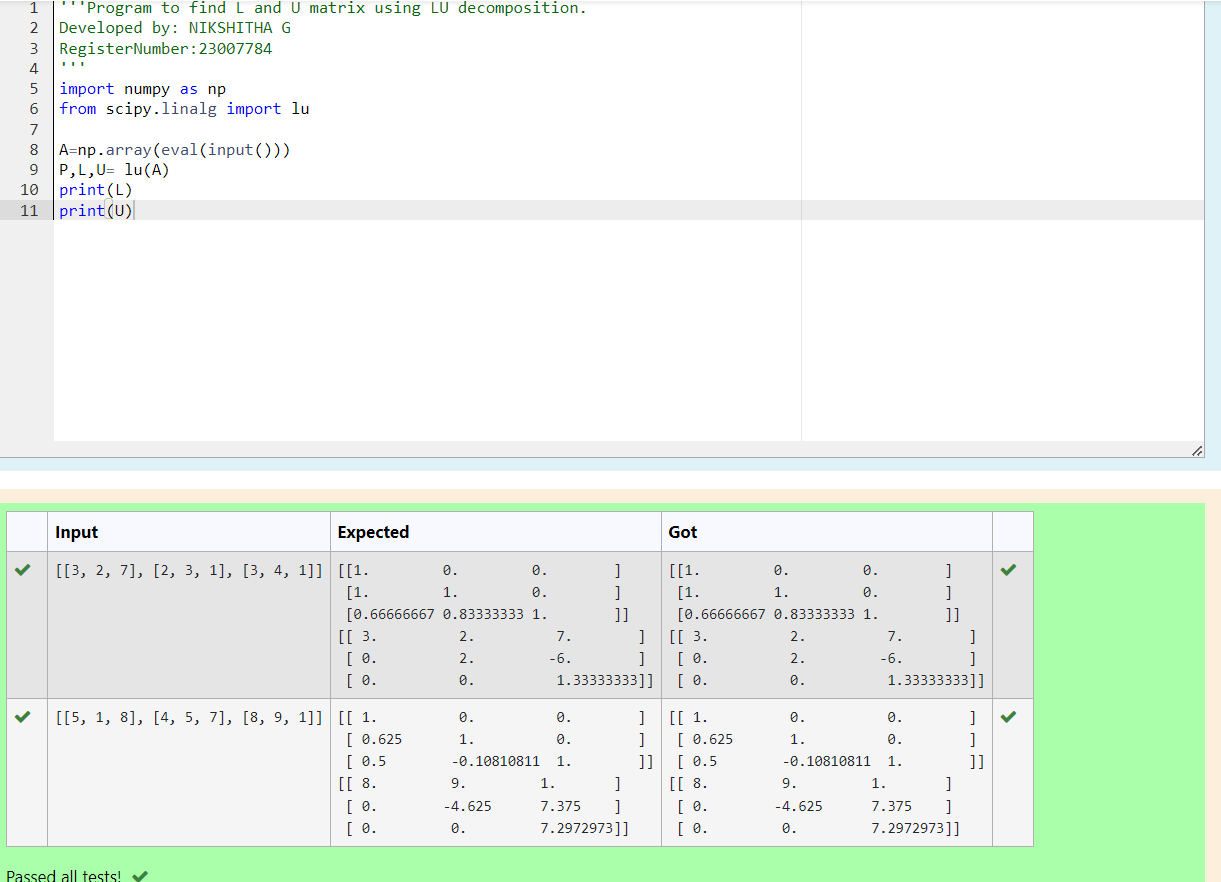 1 '''Program to find L and U matrix using LU decomposition.
2 Developed by: NIKSHITHA G
3 RegisterNumber:23007784
4 '''
5 import numpy as np
6 from scipy.linalg import lu
7
8 A=np.array(eval(input()))
9 P,L,U= lu(A)
10 print(L)
11 print(U)
Input Expected Got
[[3, 2, 7], [2, 3, 1], [3, 4, 1]] [[1. 0. 0. ] [[1. 0. 0. ]
[1. 1. 0. ] [1. 1. 0. ]
[0.66666667 0.83333333 1. ]] [0.66666667 0.83333333 1. ]]
[[ 3. 2. 7. ] [[ 3. 2. 7. ]
[ 0. 2. -6. ] [ 0. 2. -6. ]
[ 0. 0. 1.33333333]] [ 0. 0. 1.33333333]]
[[5, 1, 8], [4, 5, 7], [8, 9, 1]] [[ 1. 0. 0. ] [[ 1. 0. 0. ]
[ 0.625 1. 0. ] [ 0.625 1. 0. ]
[ 0.5 -0.10810811 1. ]] [ 0.5 -0.10810811 1. ]]
[[ 8. 9. 1. ] [[ 8. 9. 1. ]
[ 0. -4.625 7.375 ] [ 0. -4.625 7.375 ]
[ 0. 0. 7.2972973]] [ 0. 0. 7.2972973]]
Passed all tests!